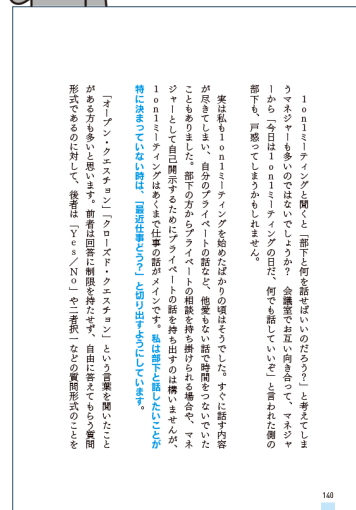 1on1ミーティングと聞くと「部下と何を話せばいいのだろう?」と考えてしま
うマネジャーも多いのではないでしょうか? 会議室でお互い向き合って、マネジャ
ーから「今日は1on1ミーティングの日だ、何でも話していいぞ」と言われた側の
部下も、戸惑ってしまうかもしれません。
実は私も1on1ミーティングを始めたばかりの頃はそうでした。すぐに話す内容
が尽きてしまい、自分のプライベートの話など、他愛もない話で時間をつないでいた
こともありました。部下の方からプライベートの相談を持ち掛けられる場合や、マネ
ジャーとして自己開示するためにプライベートの話を持ち出すのは構いませんが、
1on1ミーティングはあくまで仕事の話がメインです。私は部下と話したいことが
特に決まっていない時は、「最近仕事どう?」と切り出すようにしています。
「オープン・クエスチョン」「クローズド・クエスチョン」という言葉を聞いたこと
がある方も多いと思います。前者は回答に制限を持たせず、自由に答えてもらう質問
形式であるのに対して、後者は「Yes/No」や二者択一などの質問形式のことを
140